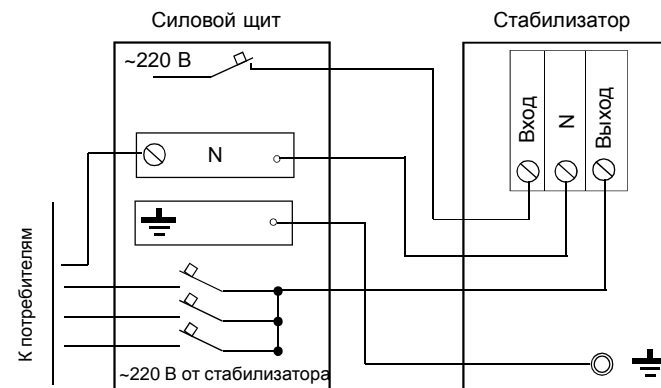 Силовой щит
Стабилизатор
~220 В
Вход
N
Выход
N
К потребителям
~220 В от стабилизатора